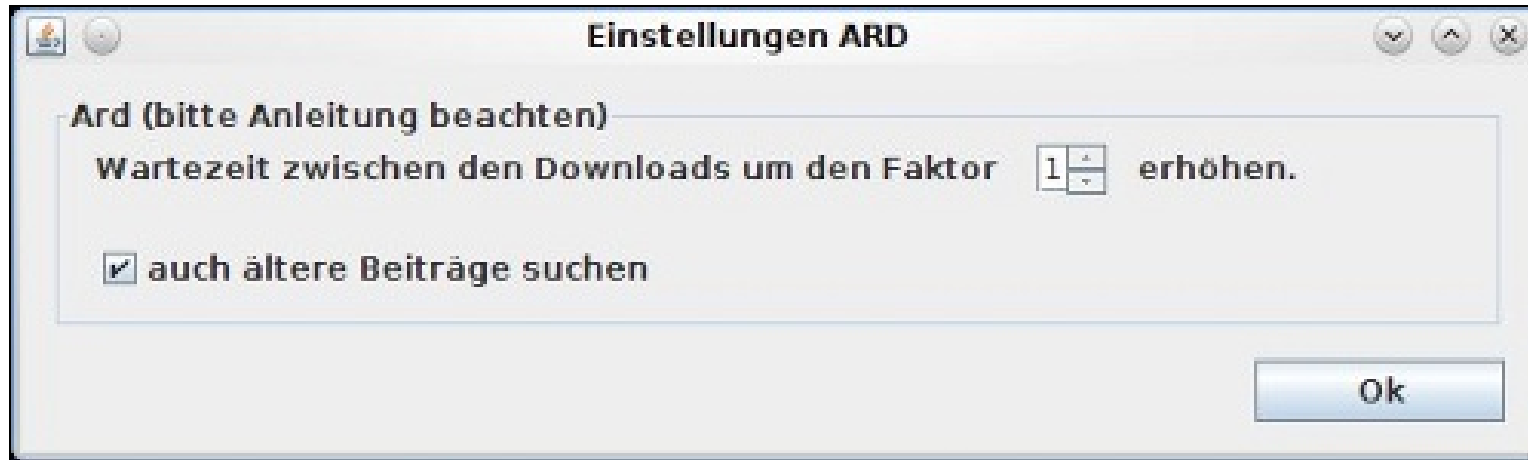 Einstellungen ARD
Ard (bitte Anleitung beachten)
Wartezeit zwischen den Downloads um den Faktor 1 erhöhen.
auch ältere Beiträge suchen
Ok